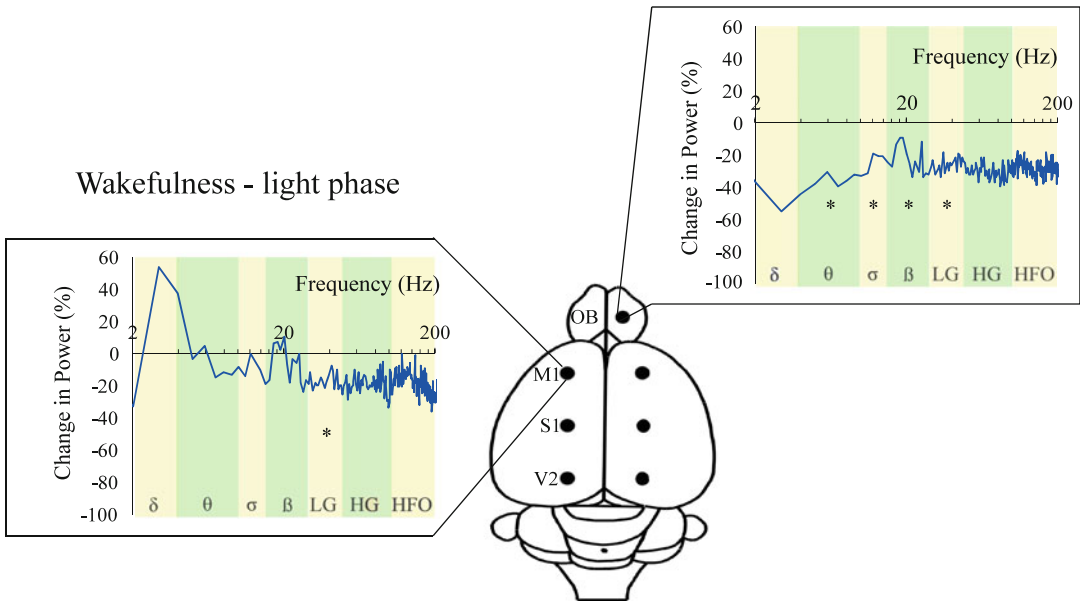 Wakefulness - light phase
60
40
20
0
-20
-40
-60
-80
-100
Change in Power (%)
Frequency (Hz)
2 20 200
* * * *
δ θ σ ß LG HG HFO
60
40
20
0
-20
-40
-60
-80
-100
Change in Power (%)
Frequency (Hz)
2 20 200
*
δ θ σ ß LG HG HFO
OB
M1
S1
V2